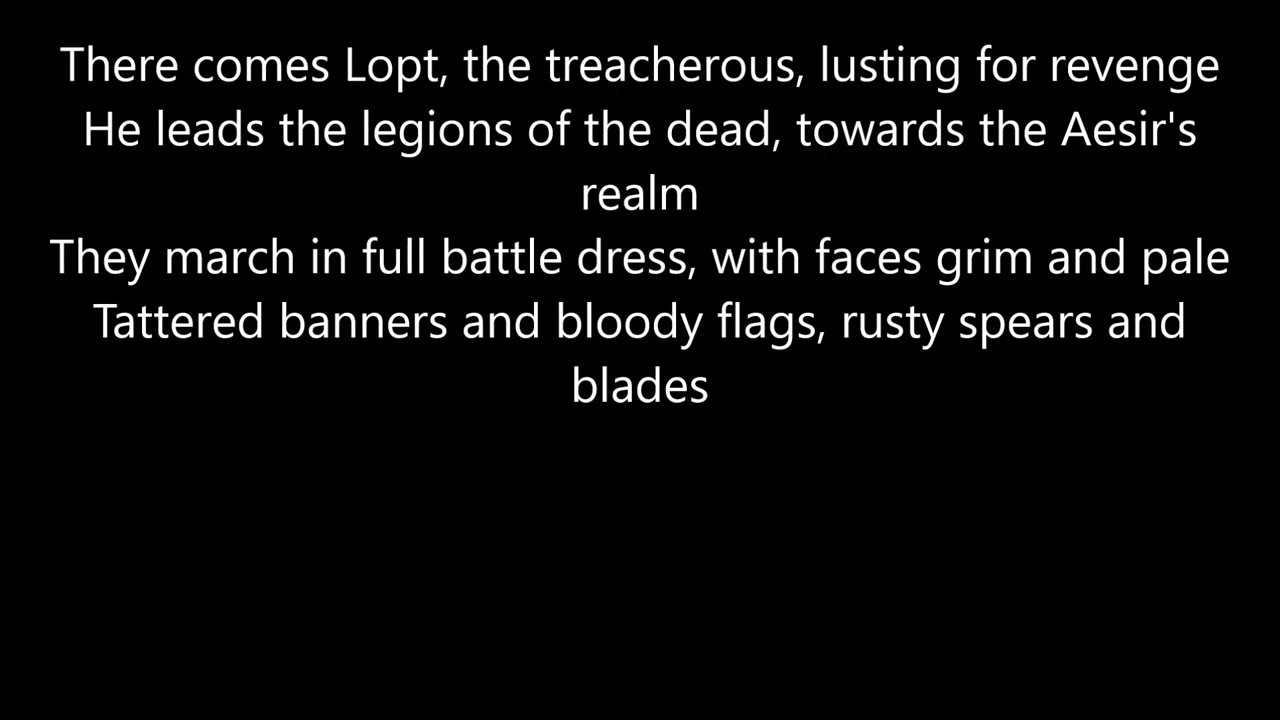 There comes Lopt, the treacherous, lusting for revenge
He leads the legions of the dead, towards the Aesir's
realm
They march in full battle dress, with faces grim and pale
Tattered banners and bloody flags, rusty spears and
blades